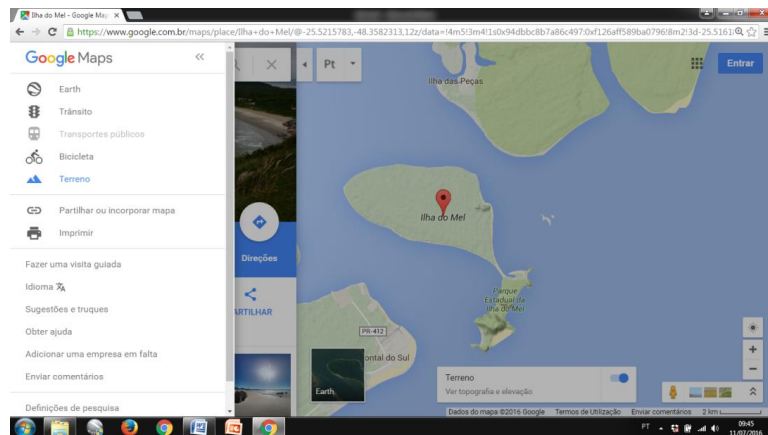 Ilha do Mel - Google Map
https://www.google.com.br/maps/place/Ilha+do+Mel/@-25.5215783,-48.3582313,12z/data=!4m5!3m4!1s0x94dbbc8b7a86c497:0xf126aff589ba0796!8m2!3d-25.5161
Google Maps
Pt
Entrar
Earth
Trânsito
Transportes públicos
Bicicleta
Terreno
Partilhar ou incorporar mapa
Imprimir
Fazer uma visita guiada
Idioma
Sugestões e truques
Obter ajuda
Adicionar uma empresa em falta
Enviar comentários
Definições de pesquisa
Direções
ARTILHAR
Ilha das Peças
Ilha do Mel
Parque
Estadual da
Ilha do Mel
PR-412
ontal do Sul
Earth
Terreno
Ver topografia e elevação
Dados do mapa ©2016 Google Termos de Utilização Enviar comentários 2 km
PT
09:45
11/07/2016